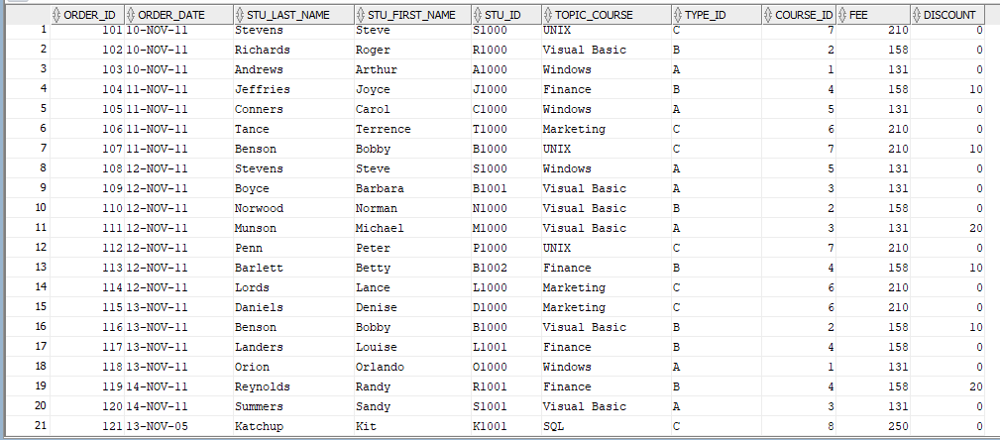 ORDER_ID ORDER_DATE STU_LAST_NAME STU_FIRST_NAME STU_ID TOPIC_COURSE TYPE_ID COURSE_ID FEE DISCOUNT
1 101 10-NOV-11 Stevens Steve S1000 UNIX C 7 210 0
2 102 10-NOV-11 Richards Roger R1000 Visual Basic B 2 158 0
3 103 10-NOV-11 Andrews Arthur A1000 Windows A 1 131 0
4 104 11-NOV-11 Jeffries Joyce J1000 Finance B 4 158 10
5 105 11-NOV-11 Conners Carol C1000 Windows A 5 131 0
6 106 11-NOV-11 Tance Terrence T1000 Marketing C 6 210 0
7 107 11-NOV-11 Benson Bobby B1000 UNIX C 7 210 10
8 108 12-NOV-11 Stevens Steve S1000 Windows A 5 131 0
9 109 12-NOV-11 Boyce Barbara B1001 Visual Basic A 3 131 0
10 110 12-NOV-11 Norwood Norman N1000 Visual Basic B 2 158 0
11 111 12-NOV-11 Munson Michael M1000 Visual Basic A 3 131 20
12 112 12-NOV-11 Penn Peter P1000 UNIX C 7 210 0
13 113 12-NOV-11 Barlett Betty B1002 Finance B 4 158 10
14 114 12-NOV-11 Lords Lance L1000 Marketing C 6 210 0
15 115 13-NOV-11 Daniels Denise D1000 Marketing C 6 210 0
16 116 13-NOV-11 Benson Bobby B1000 Visual Basic B 2 158 10
17 117 13-NOV-11 Landers Louise L1001 Finance B 4 158 0
18 118 13-NOV-11 Orion Orlando O1000 Windows A 1 131 0
19 119 14-NOV-11 Reynolds Randy R1001 Finance B 4 158 20
20 120 14-NOV-11 Summers Sandy S1001 Visual Basic A 3 131 0
21 121 13-NOV-05 Katchup Kit K1001 SQL C 8 250 0